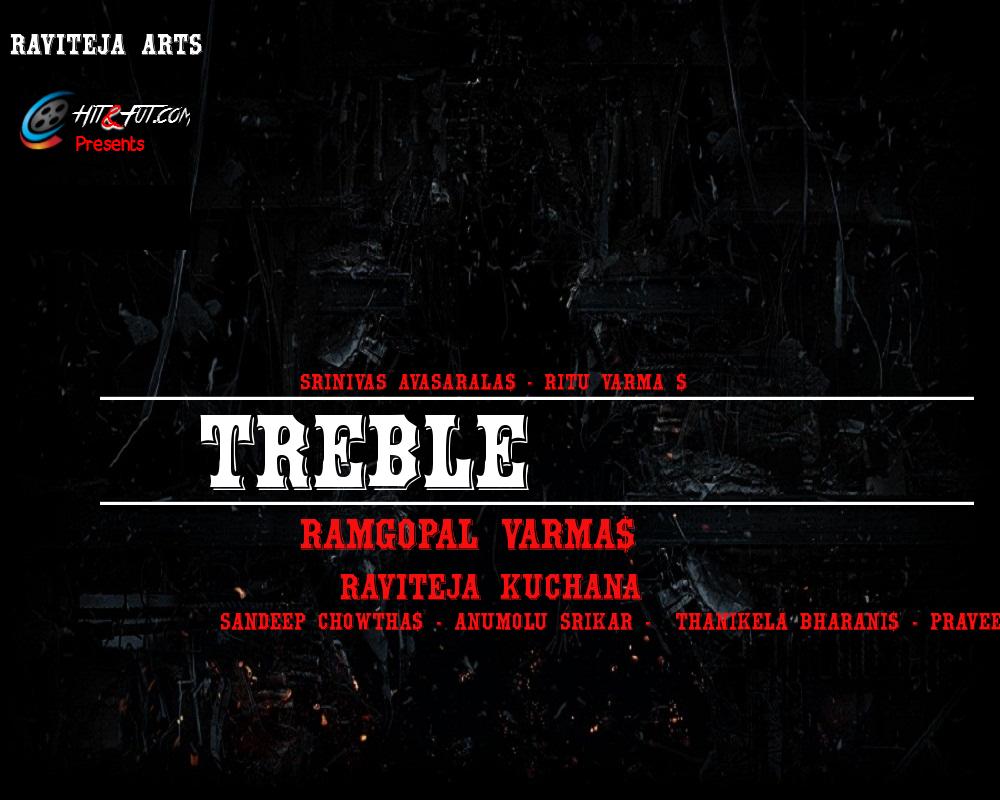 RAVITEJA ARTS
HIT&FUT.COM
Presents
SRINIVAS AVASARALA$ - RITU VARMA $
TREBLE
RAMGOPAL VARMA$
RAVITEJA KUCHANA
SANDEEP CHOWTHA$ - ANUMOLU SRIKAR - THANIKELA BHARANI$ - PRAVEE